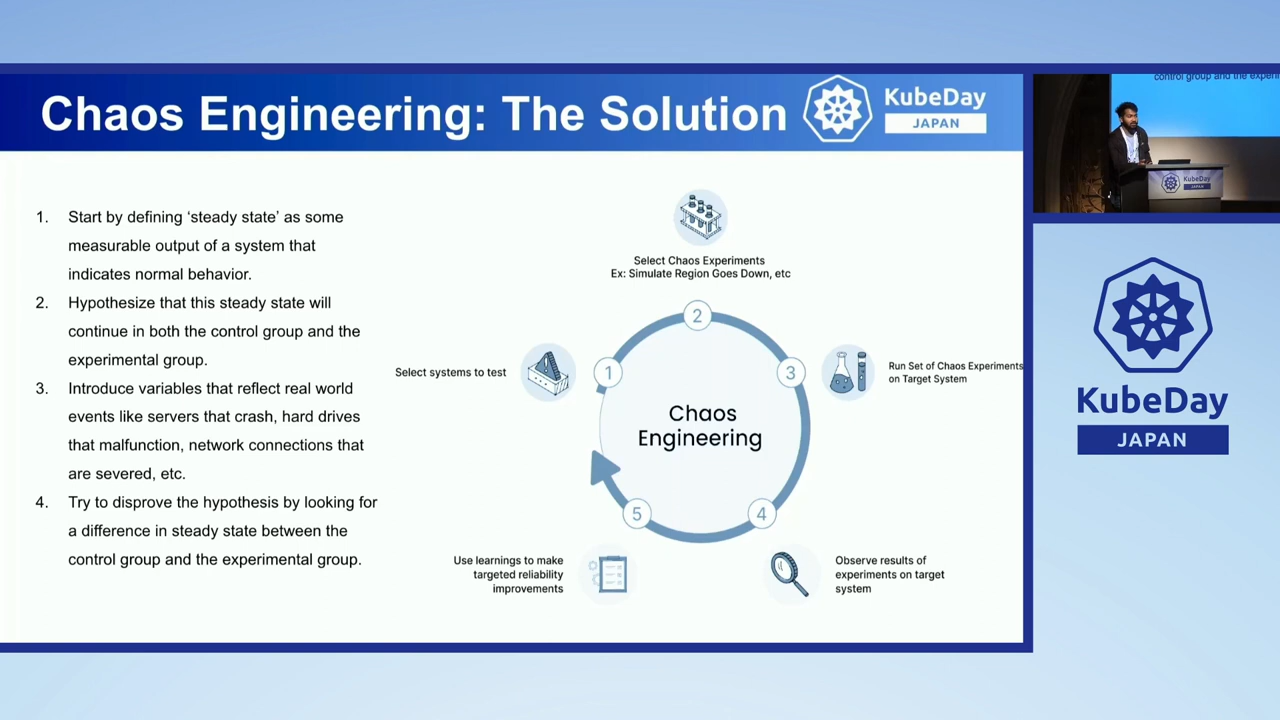 Chaos Engineering: The Solution
KubeDay
JAPAN
1. Start by defining ‘steady state’ as some
measurable output of a system that
indicates normal behavior.
2. Hypothesize that this steady state will
continue in both the control group and the
experimental group.
3. Introduce variables that reflect real world
events like servers that crash, hard drives
that malfunction, network connections that
are severed, etc.
4. Try to disprove the hypothesis by looking for
a difference in steady state between the
control group and the experimental group.
Select Chaos Experiments
Ex: Simulate Region Goes Down, etc
2
Select systems to test
1
3
Run Set of Chaos Experiments
on Target System
Chaos
Engineering
5
4
Use learnings to make
targeted reliability
improvements
Observe results of
experiments on target
system
control group and the experi
KubeDay
JAPAN
KubeDay
JAPAN